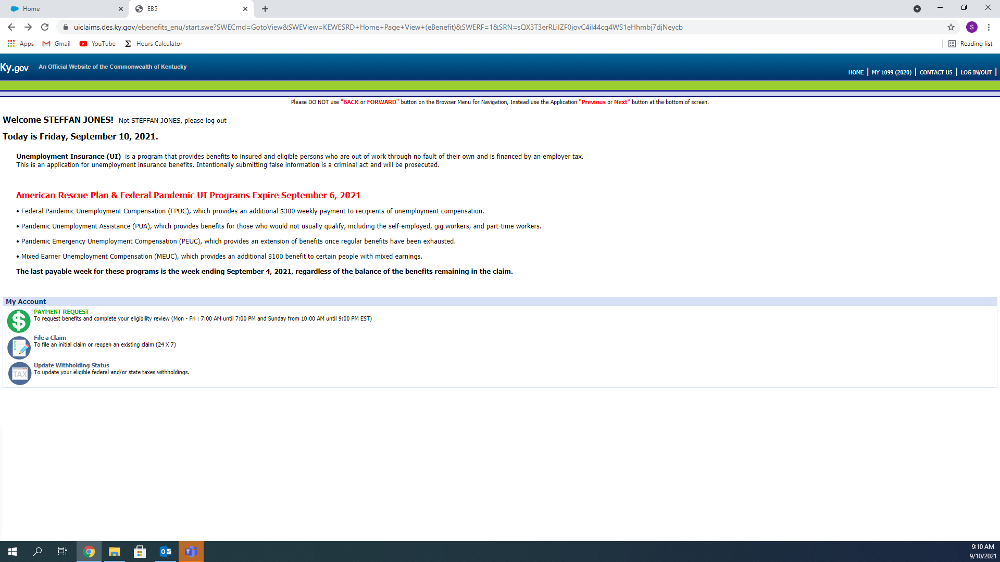 Home
EB5
uiclaims.des.ky.gov/ebenefits_enu/start.swe?SWECmd=GotoView&SWEView=KEWESRD+Home+Page+View+(eBenefit)&SWERF=1&SRN=sQX3T3erRLiIZF0jovC4iI44cq4WS1eHhmbj7djNeycb
S
Apps
Gmail
YouTube
Hours Calculator
Reading list
Ky.gov
An Official Website of the Commonwealth of Kentucky
HOME | MY 1099 (2020) | CONTACT US | LOG IN/OUT |
Please DO NOT use "BACK or FORWARD" button on the Browser Menu for Navigation, Instead use the Application "Previous or Next" button at the bottom of screen.
Welcome STEFFAN JONES! Not STEFFAN JONES, please log out
Today is Friday, September 10, 2021.
Unemployment Insurance (UI) is a program that provides benefits to insured and eligible persons who are out of work through no fault of their own and is financed by an employer tax.
This is an application for unemployment insurance benefits. Intentionally submitting false information is a criminal act and will be prosecuted.
American Rescue Plan & Federal Pandemic UI Programs Expire September 6, 2021
• Federal Pandemic Unemployment Compensation (FPUC), which provides an additional $300 weekly payment to recipients of unemployment compensation.
• Pandemic Unemployment Assistance (PUA), which provides benefits for those who would not usually qualify, including the self-employed, gig workers, and part-time workers.
• Pandemic Emergency Unemployment Compensation (PEUC), which provides an extension of benefits once regular benefits have been exhausted.
• Mixed Earner Unemployment Compensation (MEUC), which provides an additional $100 benefit to certain people with mixed earnings.
The last payable week for these programs is the week ending September 4, 2021, regardless of the balance of the benefits remaining in the claim.
My Account
PAYMENT REQUEST
To request benefits and complete your eligibility review (Mon - Fri : 7:00 AM until 7:00 PM and Sunday from 10:00 AM until 9:00 PM EST)
File a Claim
To file an initial claim or reopen an existing claim (24 X 7)
Update Withholding Status
TAX
To update your eligible federal and/or state taxes withholdings.
9:10 AM
9/10/2021